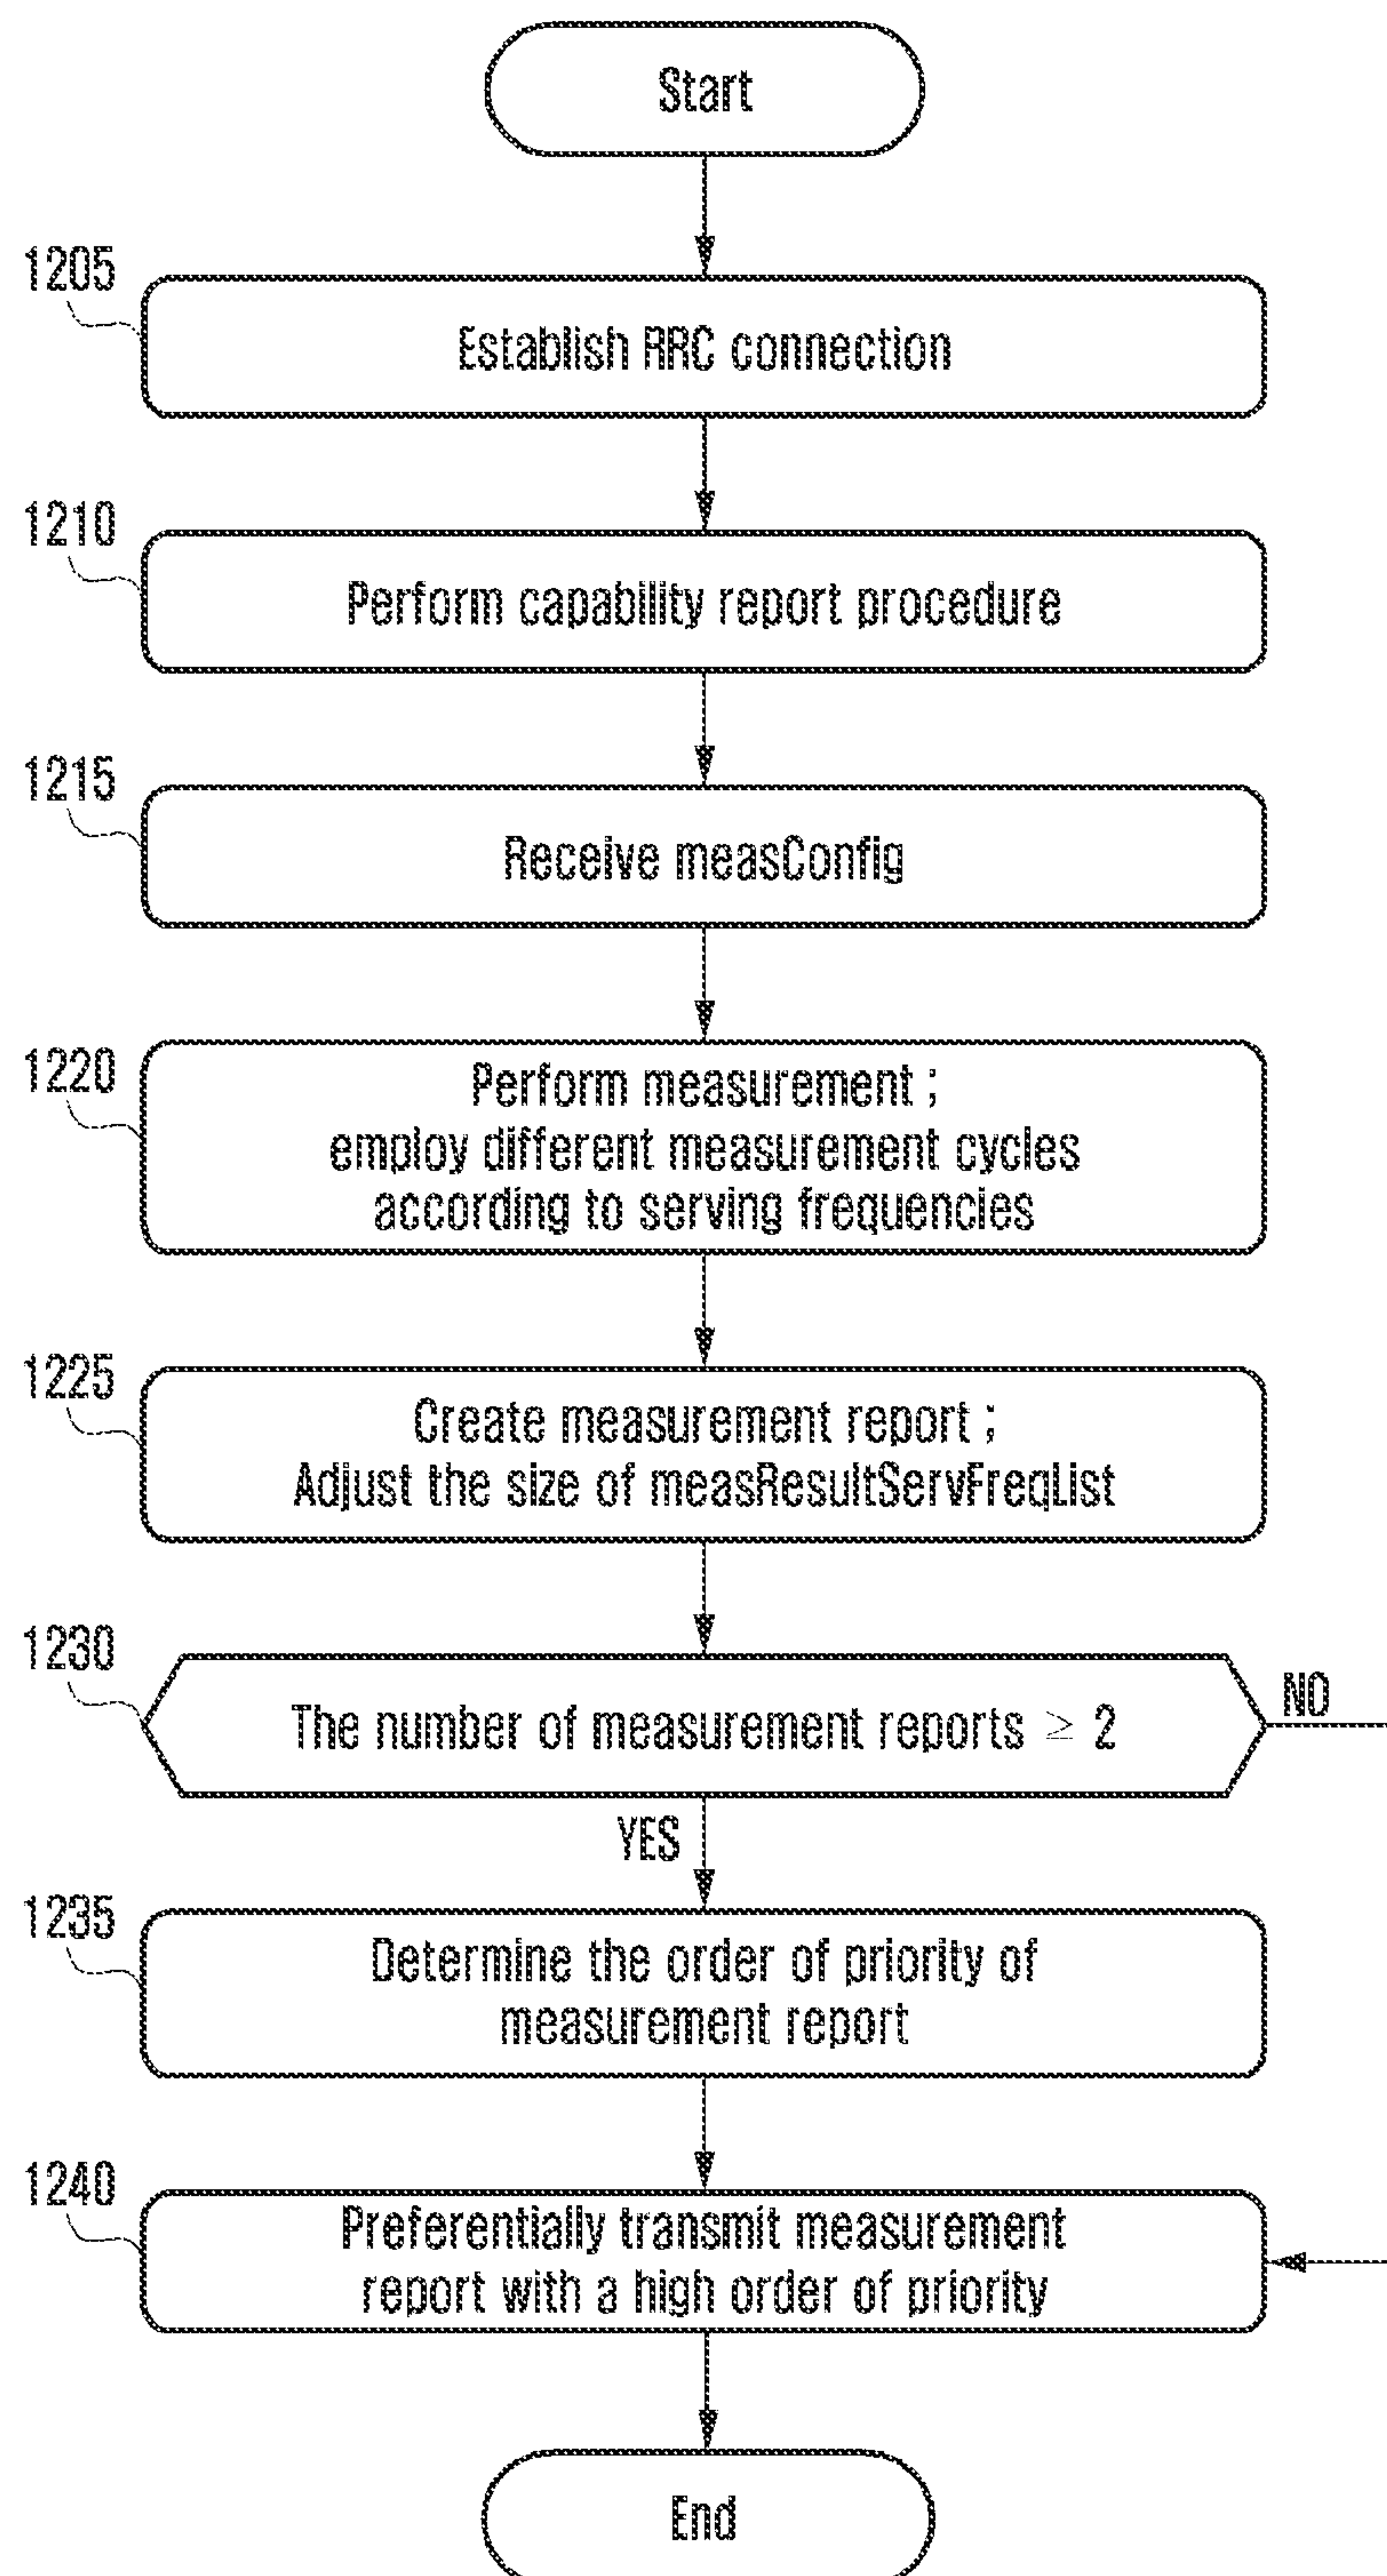 Start
1205
Establish RRC connection
1210
Perform capability report procedure
1215
Receive measConfig
1220
Perform measurement ;
employ different measurement cycles
according to serving frequencies
1225
Create measurement report ;
Adjust the size of measResultServFreqList
1230
The number of measurement reports ≥ 2
NO
YES
1235
Determine the order of priority of
measurement report
1240
Preferentially transmit measurement
report with a high order of priority
End